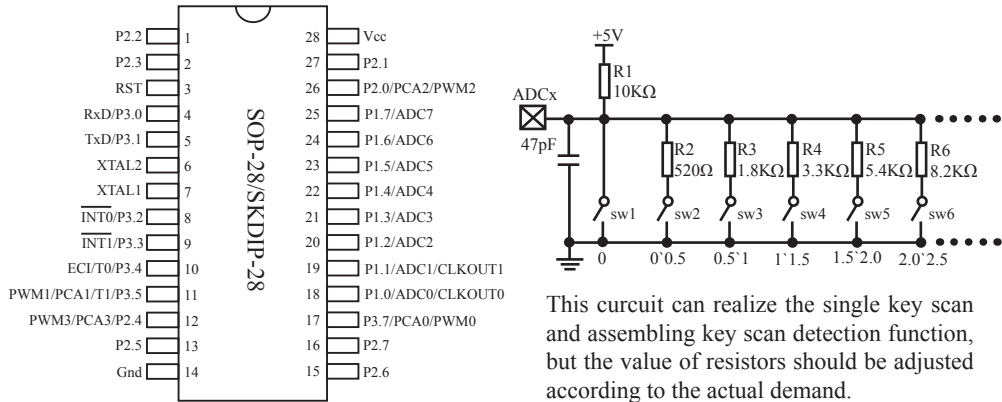 P2.2 1 28 Vcc
P2.3 2 27 P2.1
RST 3 26 P2.0/PCA2/PWM2
RxD/P3.0 4 25 P1.7/ADC7
TxD/P3.1 5 24 P1.6/ADC6
XTAL2 6 23 P1.5/ADC5
XTAL1 7 22 P1.4/ADC4
INT0/P3.2 8 21 P1.3/ADC3
INT1/P3.3 9 20 P1.2/ADC2
ECI/T0/P3.4 10 19 P1.1/ADC1/CLKOUT1
PWM1/PCA1/T1/P3.5 11 18 P1.0/ADC0/CLKOUT0
PWM3/PCA3/P2.4 12 17 P3.7/PCA0/PWM0
P2.5 13 16 P2.7
Gnd 14 15 P2.6
SOP-28/SKDIP-28
+5V
R1
10KΩ
ADCx
47pF
R2
520Ω
R3
1.8KΩ
R4
3.3KΩ
R5
5.4KΩ
R6
8.2KΩ
sw1 sw2 sw3 sw4 sw5 sw6
0 0`0.5 0.5`1 1`1.5 1.5`2.0 2.0`2.5
This curcuit can realize the single key scan
and assembling key scan detection function,
but the value of resistors should be adjusted
according to the actual demand.